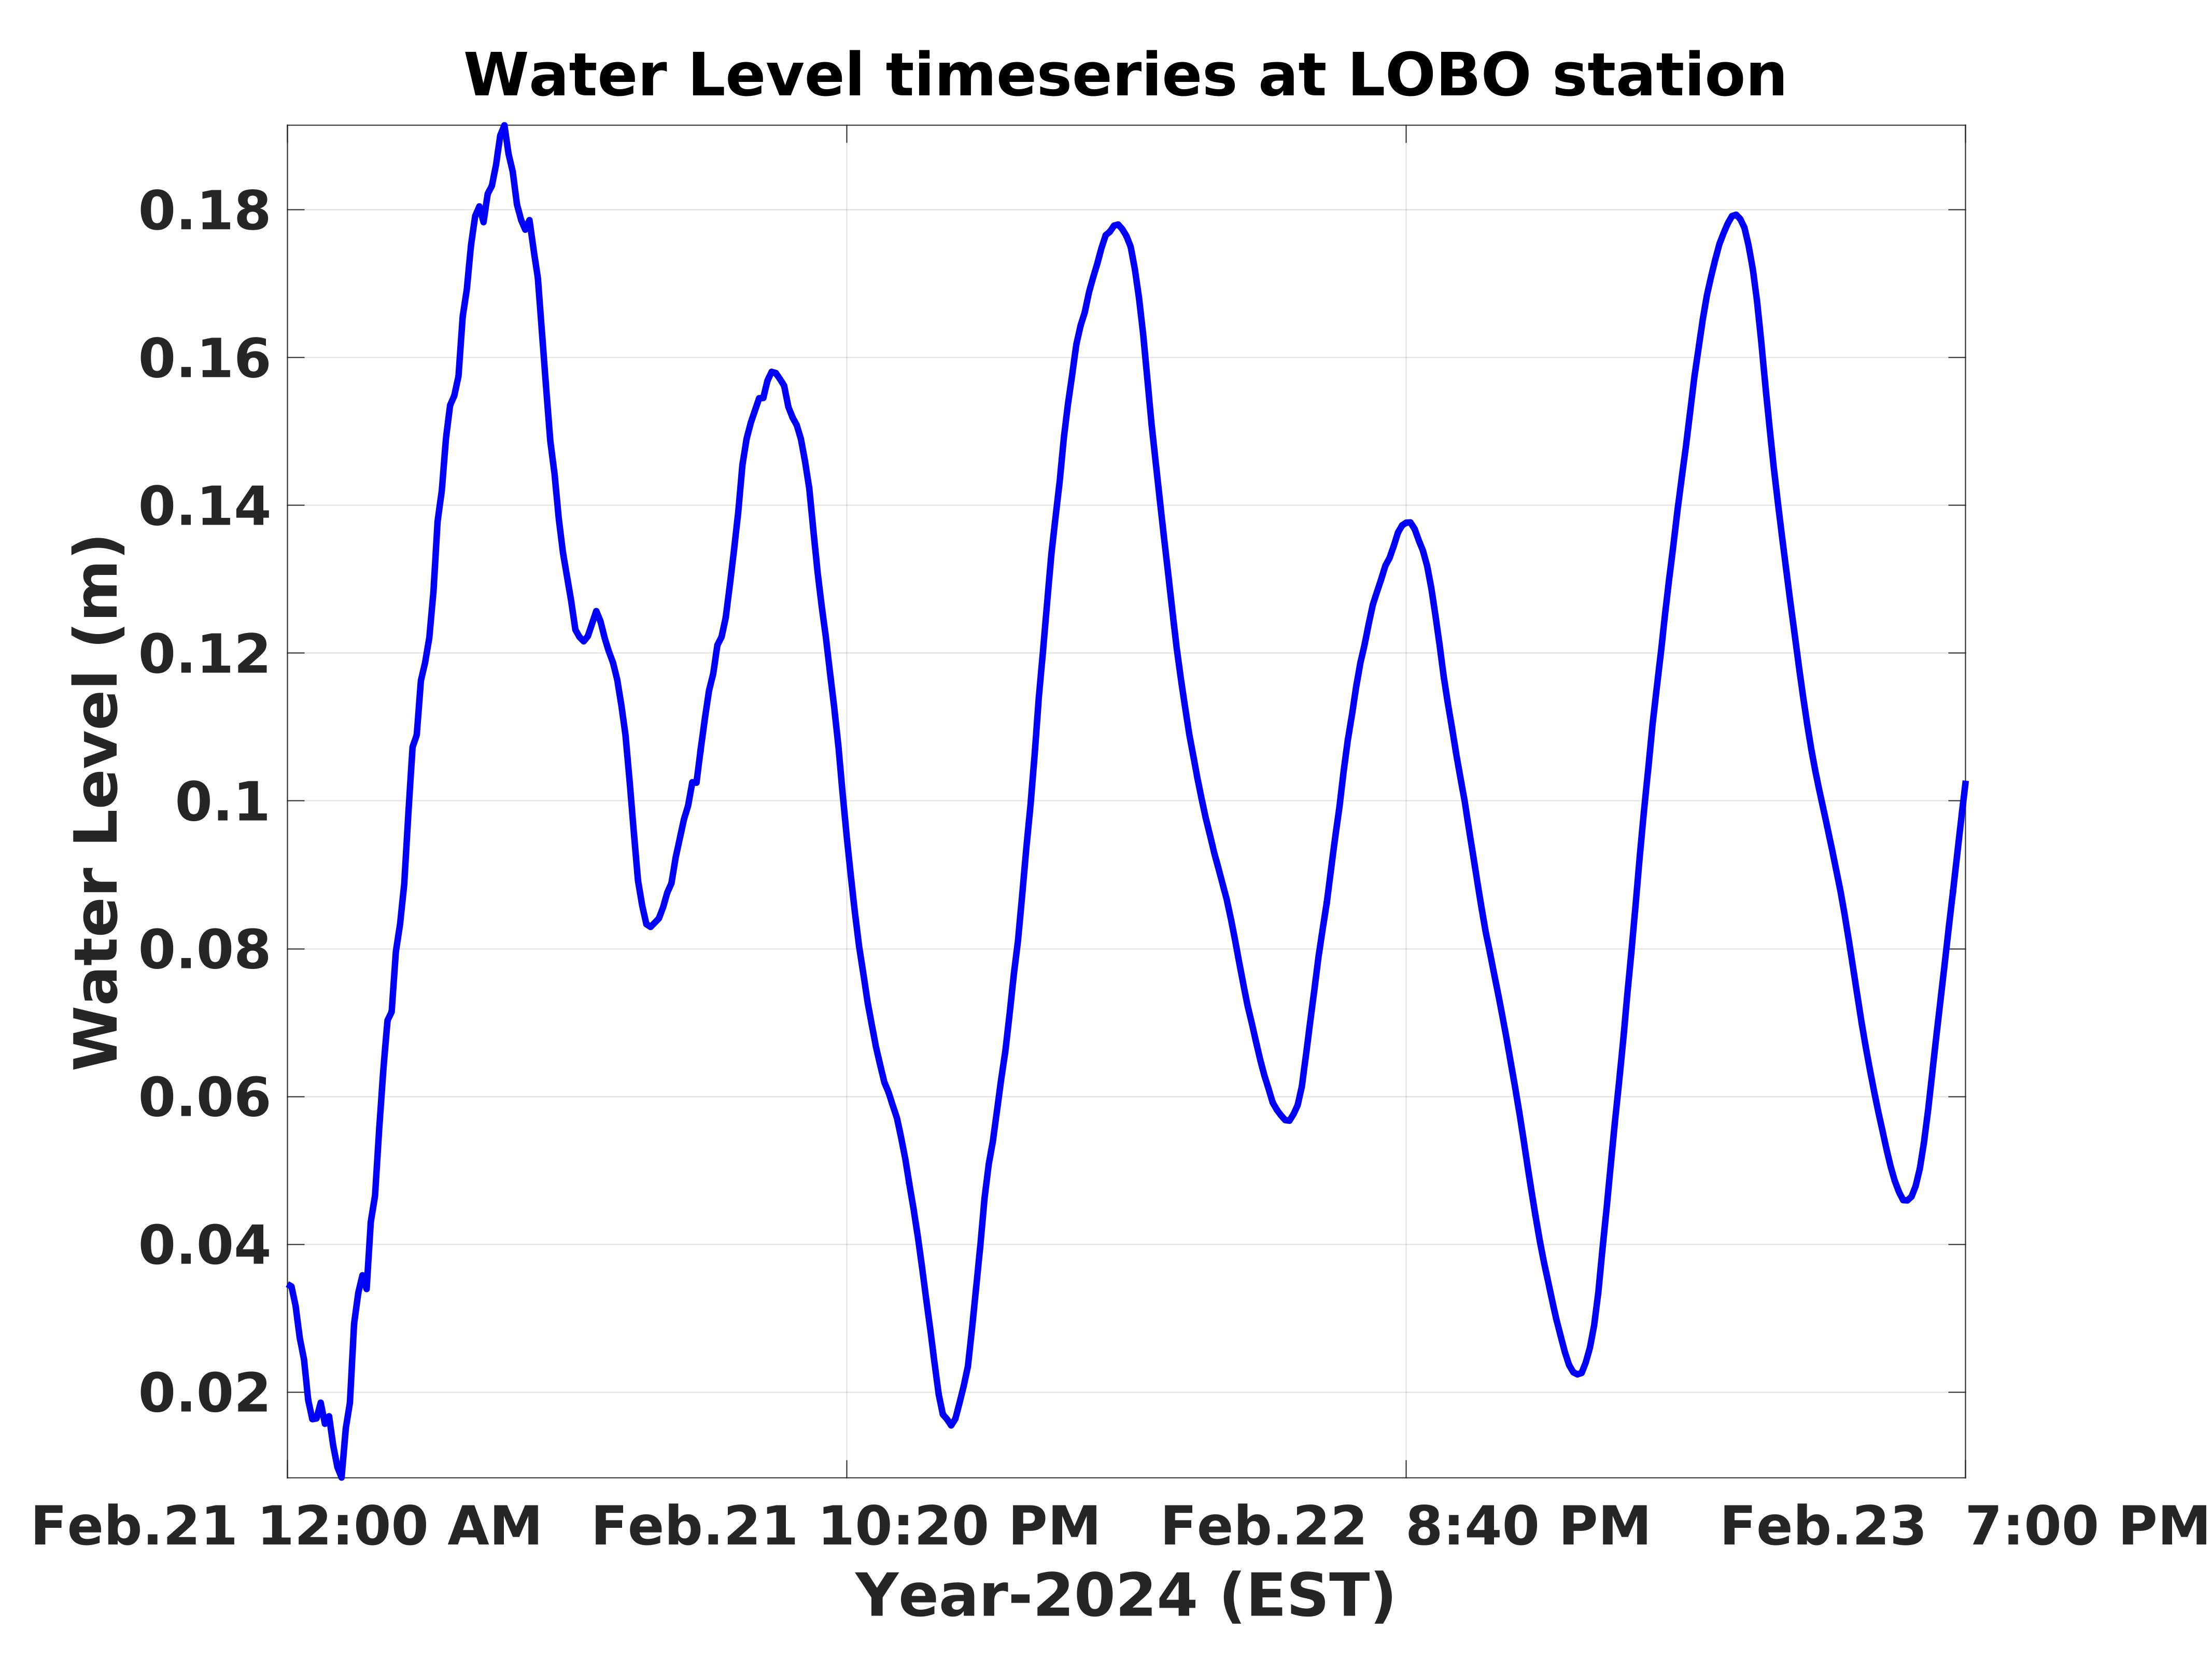 Water Level timeseries at LOBO station
0.18
0.16
0.14
0.12
0.1
0.08
0.06
0.04
0.02
Water Level (m)
Feb.21 12:00 AM Feb.21 10:20 PM Feb.22 8:40 PM Feb.23 7:00 PM
Year-2024 (EST)